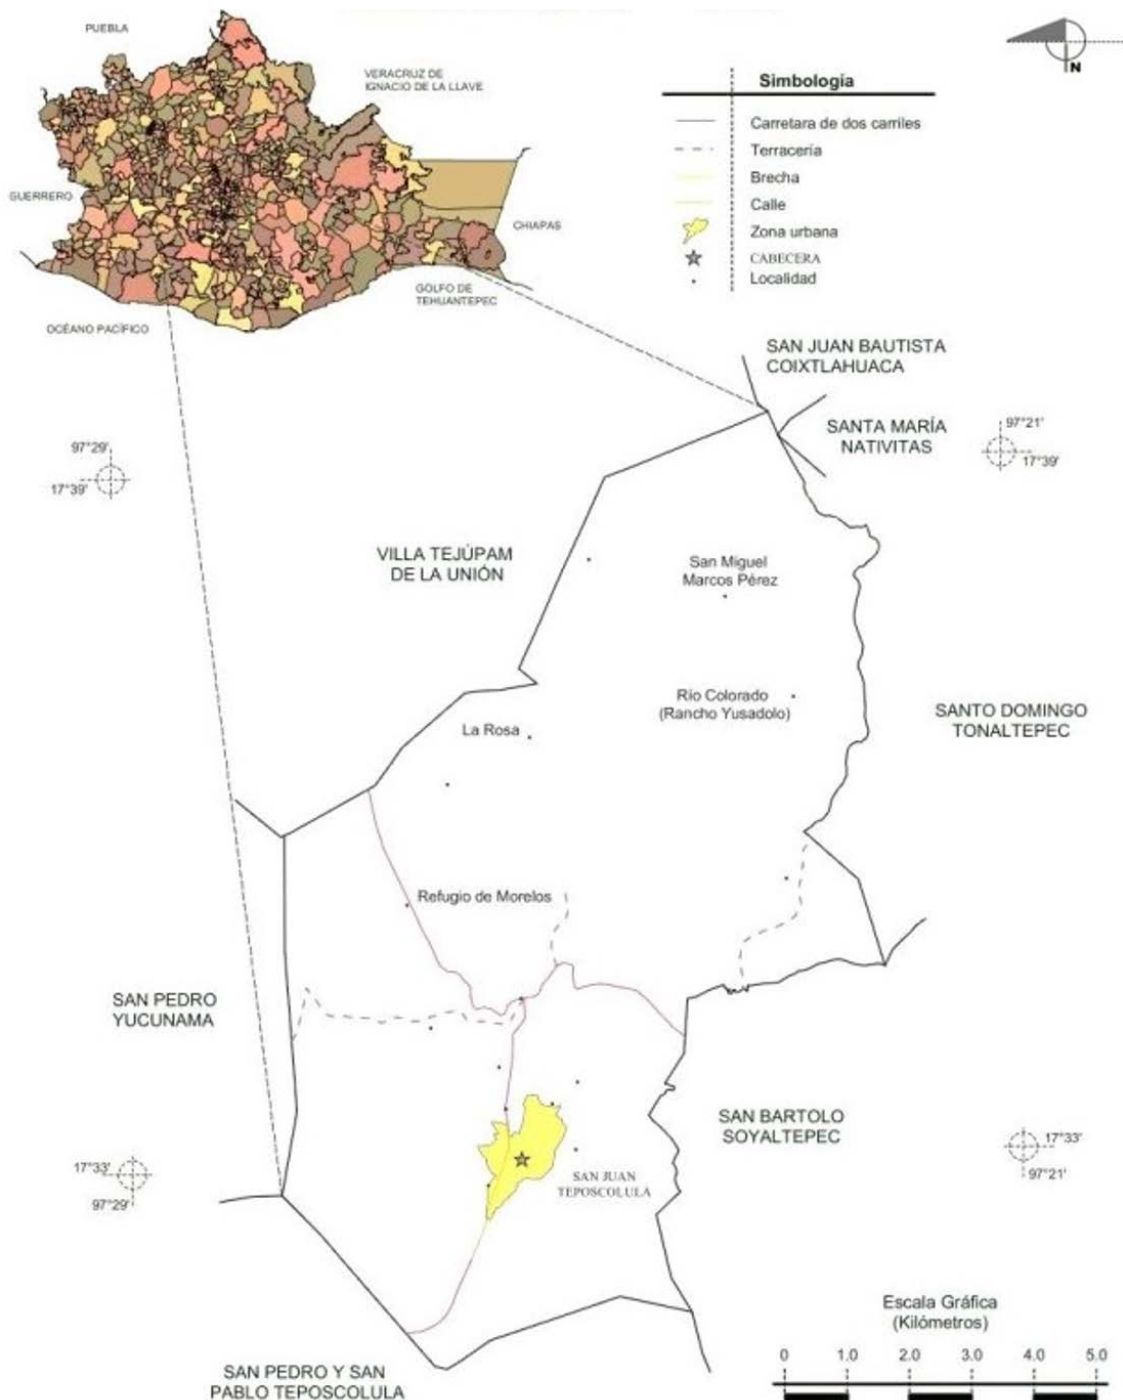 PUEBLA
VERACRUZ DE
IGNACIO DE LA LLAVE
GUERRERO
CHIAPAS
GOLFO DE
TEHUANTEPEC
OCÉANO PACÍFICO
N
Simbología
Carretara de dos carriles
Terracería
Brecha
Calle
Zona urbana
CABECERA
Localidad
SAN JUAN BAUTISTA
COIXTLAHUACA
SANTA MARÍA
NATIVITAS
97°29'
17°39'
97°21'
17°39'
VILLA TEJÚPAM
DE LA UNIÓN
San Miguel
Marcos Pérez
Río Colorado
(Rancho Yusadolo)
SANTO DOMINGO
TONALTEPEC
La Rosa
Refugio de Morelos
SAN PEDRO
YUCUNAMA
SAN BARTOLO
SOYALTEPEC
17°33'
97°29'
17°33'
97°21'
SAN JUAN
TEPOSCOLULA
SAN PEDRO Y SAN
PABLO TEPOSCOLULA
Escala Gráfica
(Kilómetros)
0 1.0 2.0 3.0 4.0 5.0